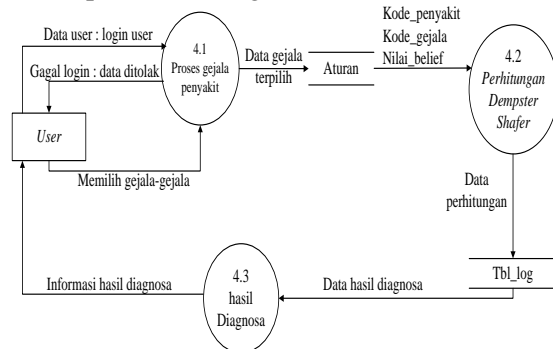 Data user : login user
Gagal login : data ditolak
User
Memilih gejala-gejala
4.1
Proses gejala
penyakit
Data gejala
terpilih
Aturan
Kode_penyakit
Kode_gejala
Nilai_belief
4.2
Perhitungan
Dempster
Shafer
Data
perhitungan
Tbl_log
Data hasil diagnosa
4.3
hasil
Diagnosa
Informasi hasil diagnosa